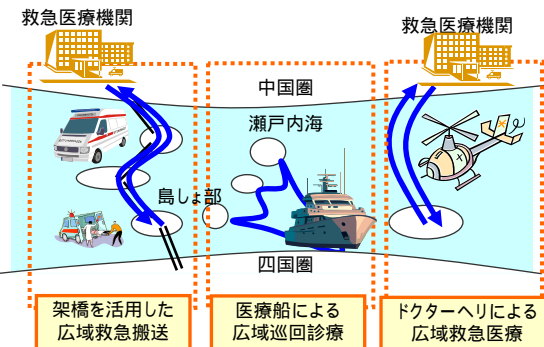 救急医療機関
救急医療機関
中国圏
瀬戸内海
島しょ部
四国圏
架橋を活用した
広域救急搬送
医療船による
広域巡回診療
ドクターヘリによる
広域救急医療